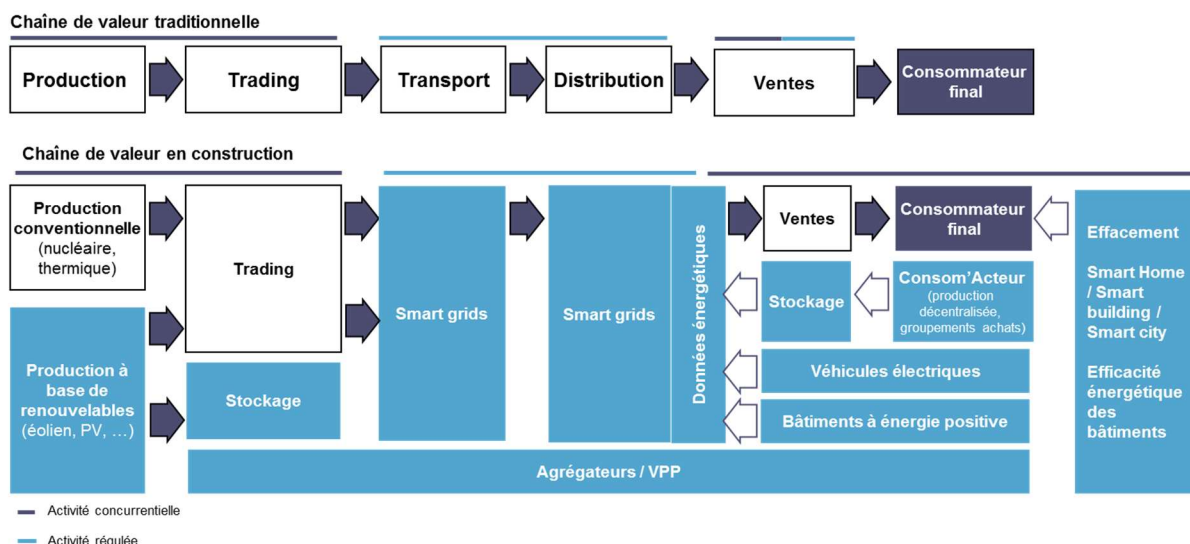 Chaîne de valeur traditionnelle
Production
Trading
Transport
Distribution
Ventes
Consommateur
final
Chaîne de valeur en construction
Production
conventionnelle
(nucléaire,
thermique)
Trading
Smart grids
Smart grids
Données énergétiques
Ventes
Consommateur
final
Effacement
Smart Home
/ Smart
building /
Smart city
Efficacité
énergétique
des
bâtiments
Stockage
Consom'Acteur
(production
décentralisée,
groupements achats)
Production à
base de
renouvelables
(éolien, PV, …)
Stockage
Véhicules électriques
Bâtiments à énergie positive
Agrégateurs / VPP
Activité concurrentielle
Activité régulée